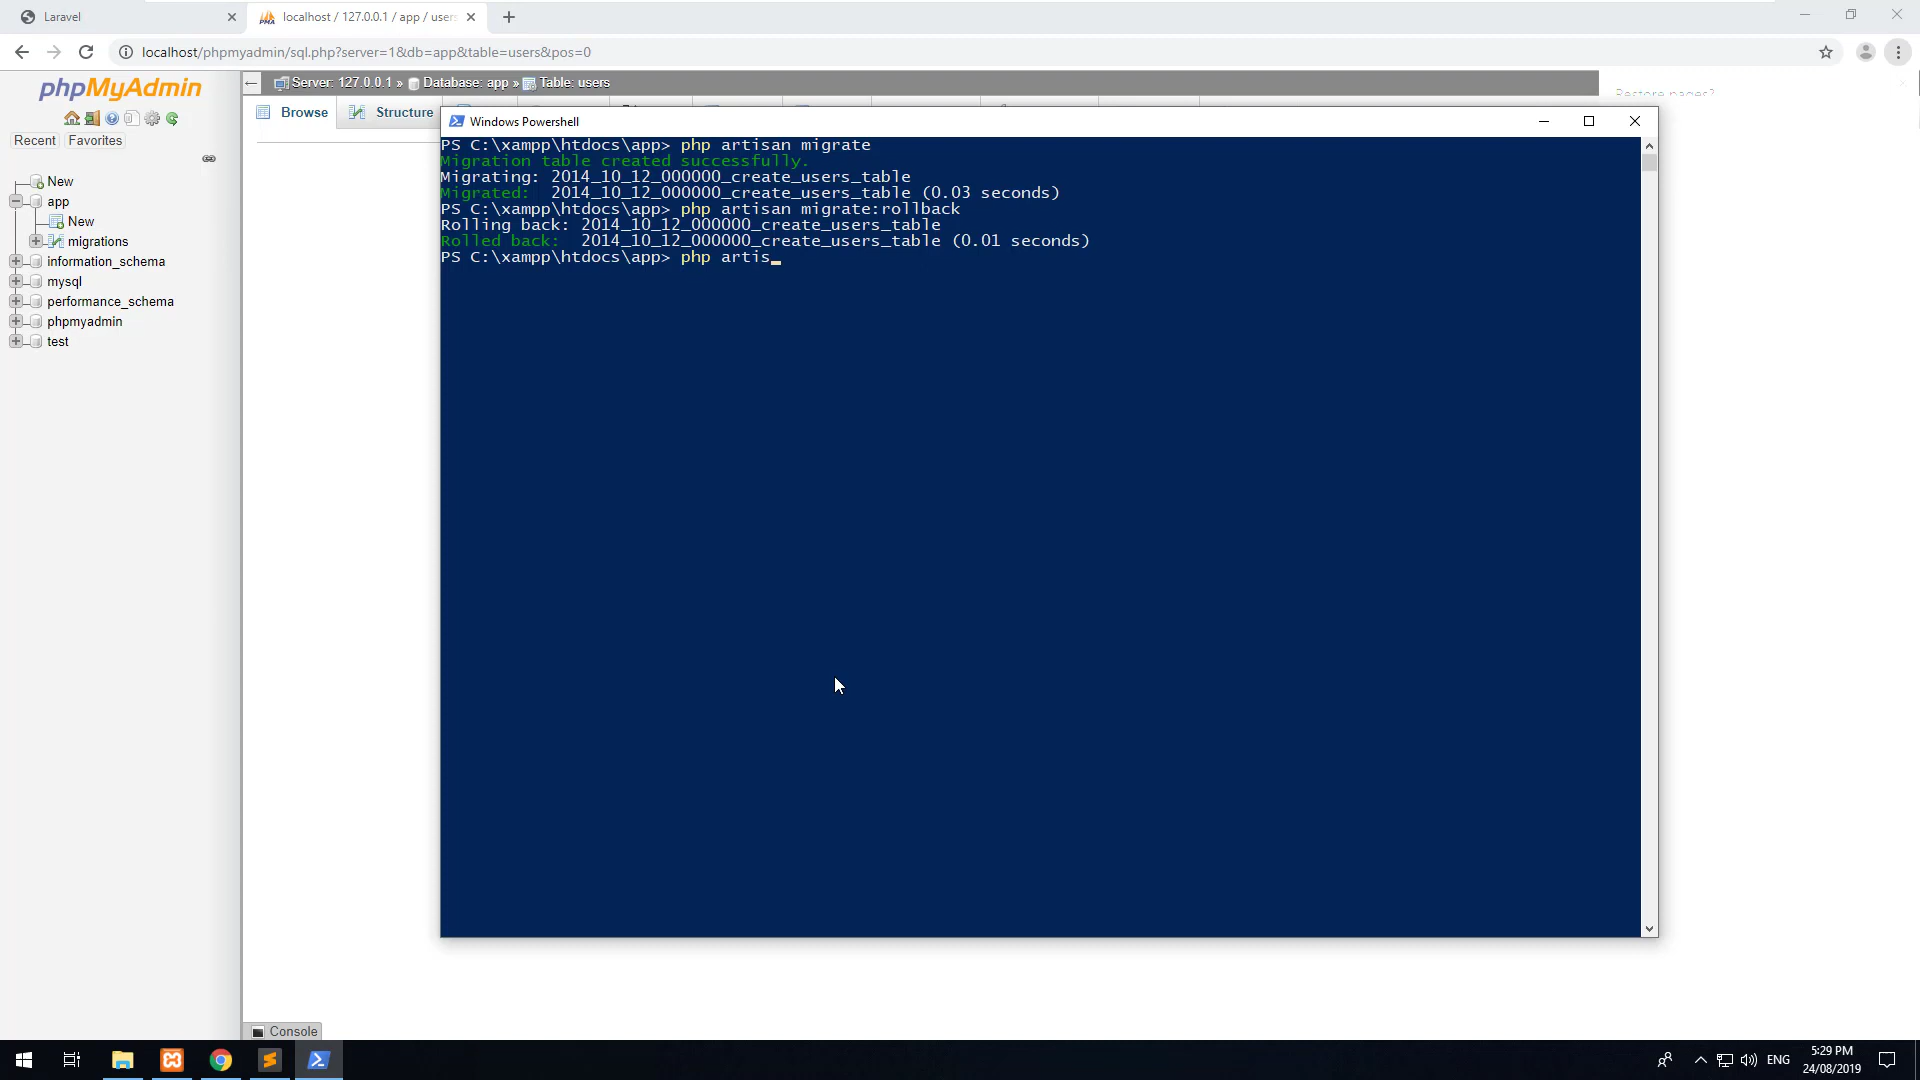 Laravel
localhost / 127.0.0.1 / app / users
localhost/phpmyadmin/sql.php?server=1&db=app&table=users&pos=0
phpMyAdmin
Server: 127.0.0.1 » Database: app » Table: users
Restore pages?
Browse
Structure
Recent
Favorites
New
app
New
migrations
information_schema
mysql
performance_schema
phpmyadmin
test
Windows Powershell
PS C:\xampp\htdocs\app> php artisan migrate
Migration table created successfully.
Migrating: 2014_10_12_000000_create_users_table
Migrated:  2014_10_12_000000_create_users_table (0.03 seconds)
PS C:\xampp\htdocs\app> php artisan migrate:rollback
Rolling back: 2014_10_12_000000_create_users_table
Rolled back:  2014_10_12_000000_create_users_table (0.01 seconds)
PS C:\xampp\htdocs\app> php artis_
Console
ENG
5:29 PM
24/08/2019